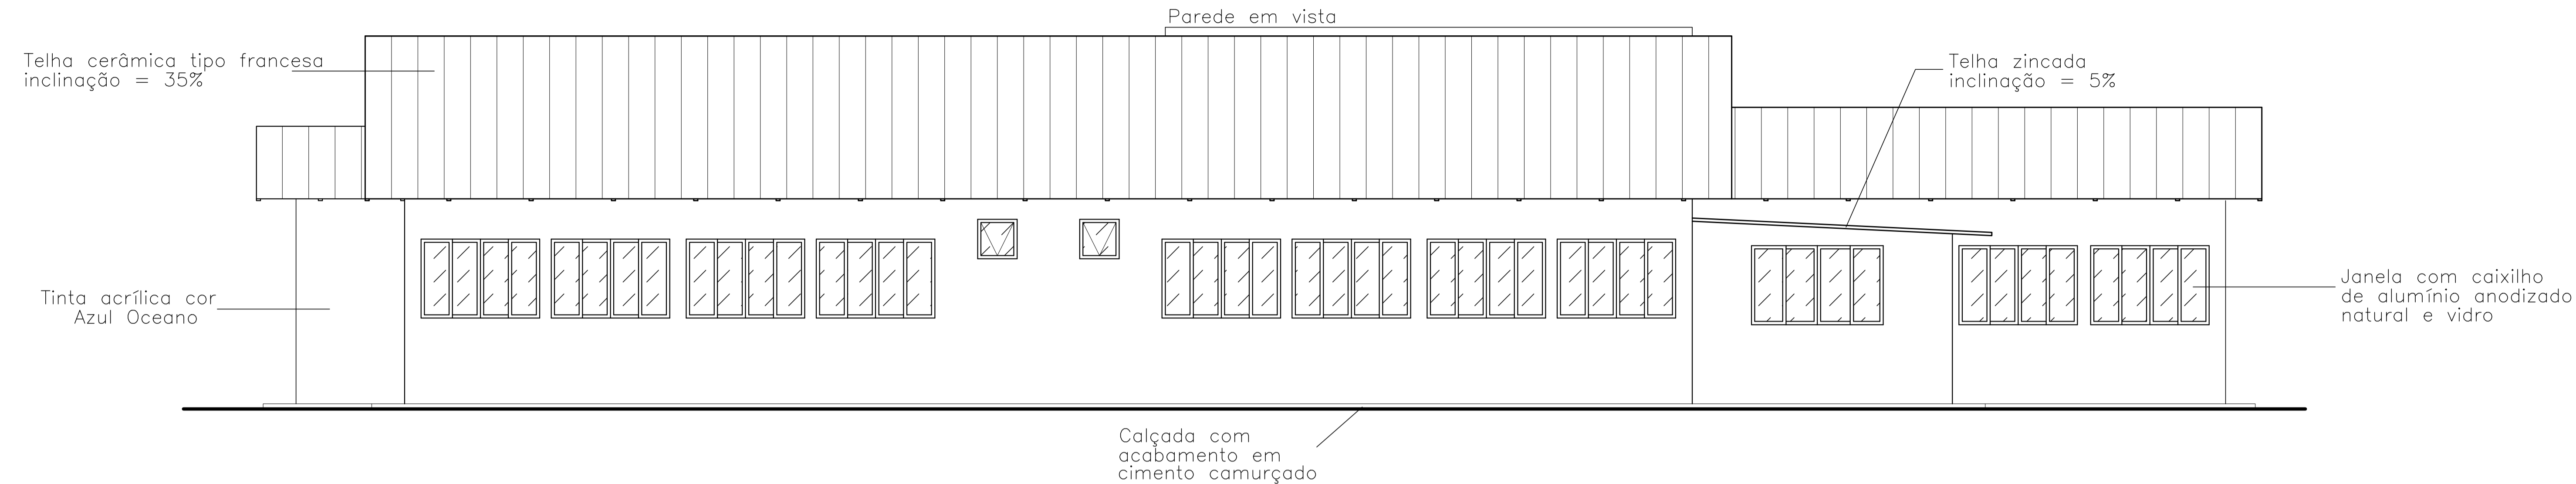 Parede em vista
Telha cerâmica tipo francesa
inclinação = 35%
Telha zincada
inclinação = 5%
Tinta acrílica cor
Azul Oceano
Janela com caixilho
de alumínio anodizado
natural e vidro
Calçada com
acabamento em
cimento camurçado